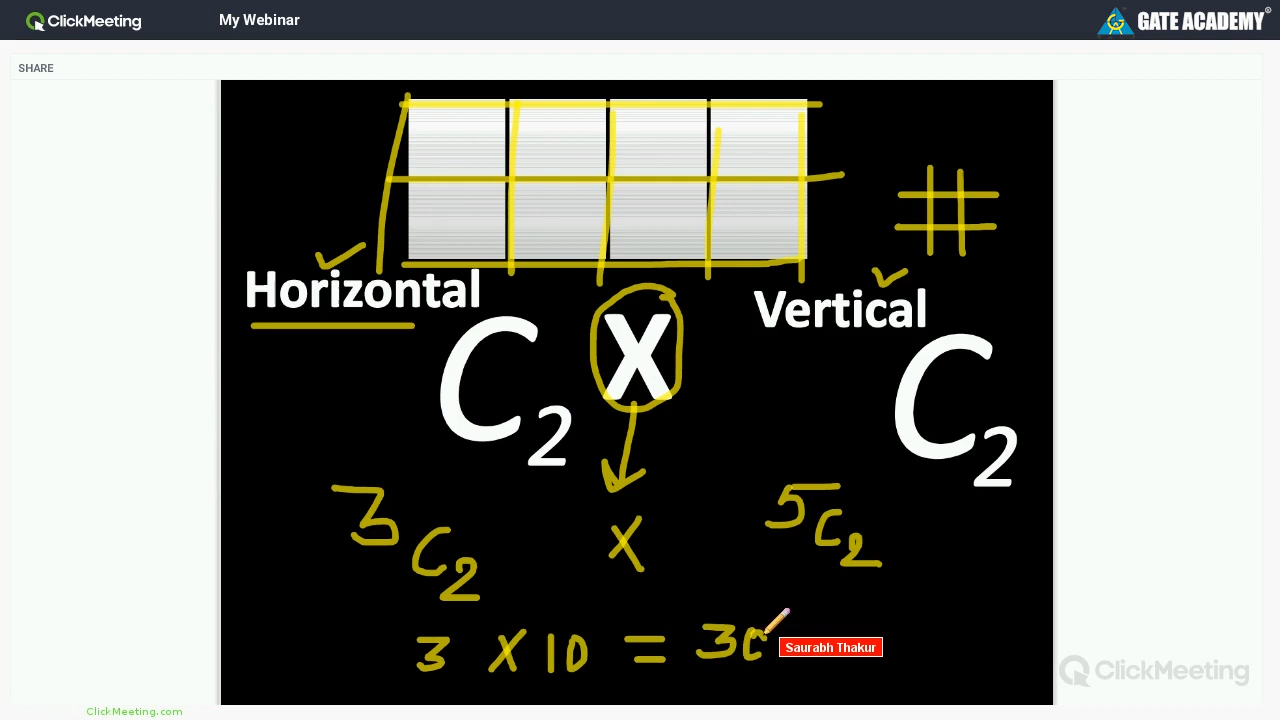 ClickMeeting My Webinar GATE ACADEMY
SHARE
Horizontal Vertical
C2 X C2
3C2 X 5C2
3 X 10 = 30
Saurabh Thakur
ClickMeeting
ClickMeeting.com